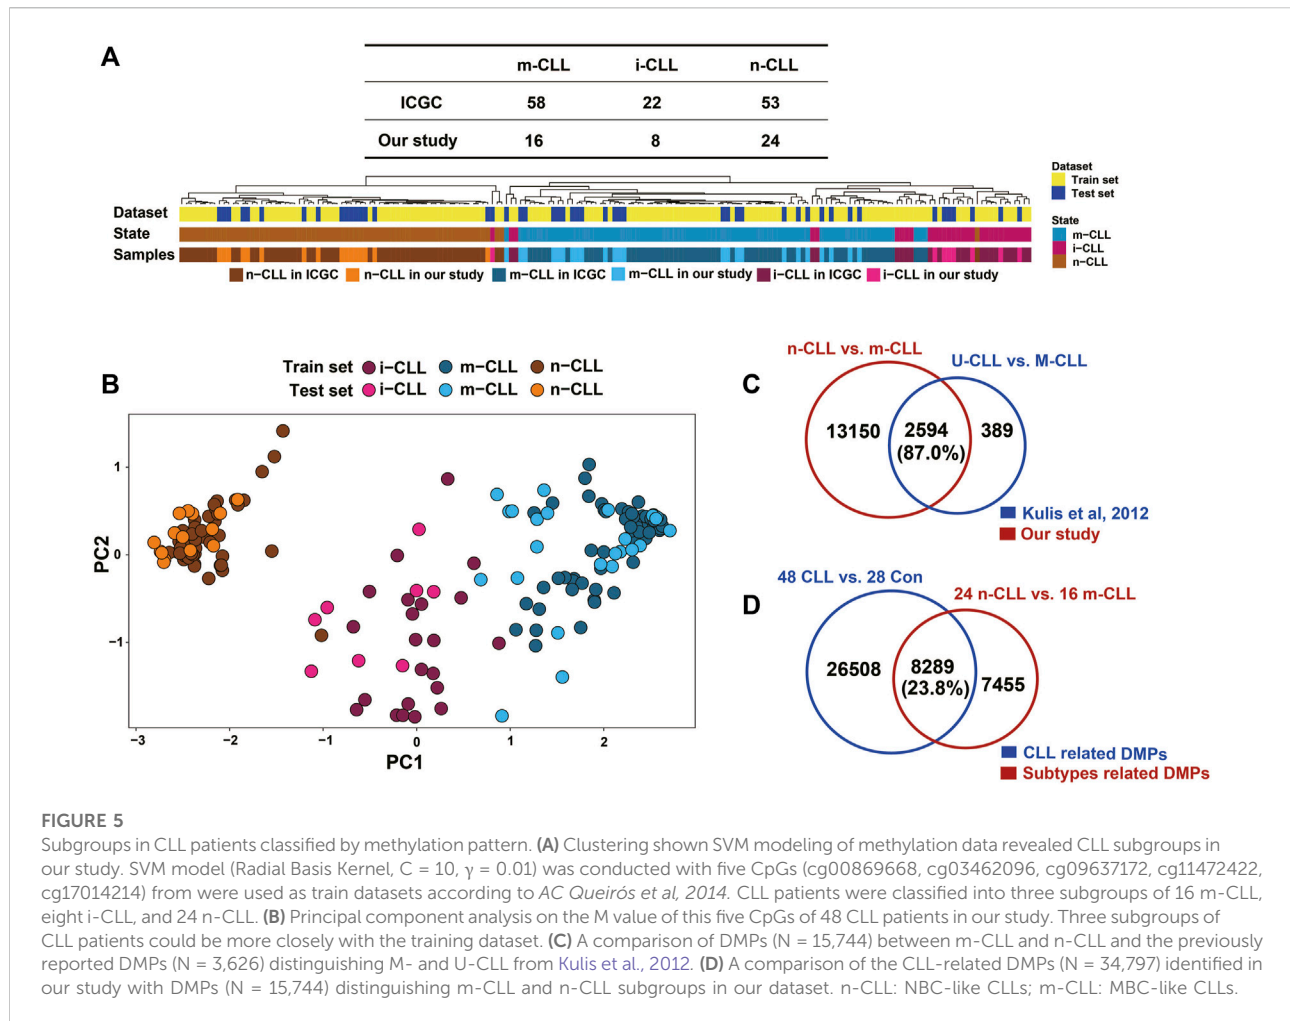 A
m-CLL i-CLL n-CLL
ICGC 58 22 53
Our study 16 8 24
Dataset
Train set
Test set
Dataset
State
Samples
State
m-CLL
i-CLL
n-CLL
n-CLL in ICGC n-CLL in our study m-CLL in ICGC m-CLL in our study i-CLL in ICGC i-CLL in our study
B
Train set i−CLL m−CLL n−CLL
Test set i−CLL m−CLL n−CLL
PC2
1
0
−1
−3 −2 −1 0 1 2
PC1
C
n-CLL vs. m-CLL
U-CLL vs. M-CLL
13150 2594 389
(87.0%)
Kulis et al, 2012
Our study
D
48 CLL vs. 28 Con
24 n-CLL vs. 16 m-CLL
26508 8289 7455
(23.8%)
CLL related DMPs
Subtypes related DMPs
FIGURE 5
Subgroups in CLL patients classified by methylation pattern. (A) Clustering shown SVM modeling of methylation data revealed CLL subgroups in
our study. SVM model (Radial Basis Kernel, C = 10, γ = 0.01) was conducted with five CpGs (cg00869668, cg03462096, cg09637172, cg11472422,
cg17014214) from were used as train datasets according to AC Queirós et al, 2014. CLL patients were classified into three subgroups of 16 m-CLL,
eight i-CLL, and 24 n-CLL. (B) Principal component analysis on the M value of this five CpGs of 48 CLL patients in our study. Three subgroups of
CLL patients could be more closely with the training dataset. (C) A comparison of DMPs (N = 15,744) between m-CLL and n-CLL and the previously
reported DMPs (N = 3,626) distinguishing M- and U-CLL from Kulis et al., 2012. (D) A comparison of the CLL-related DMPs (N = 34,797) identified in
our study with DMPs (N = 15,744) distinguishing m-CLL and n-CLL subgroups in our dataset. n-CLL: NBC-like CLLs; m-CLL: MBC-like CLLs.